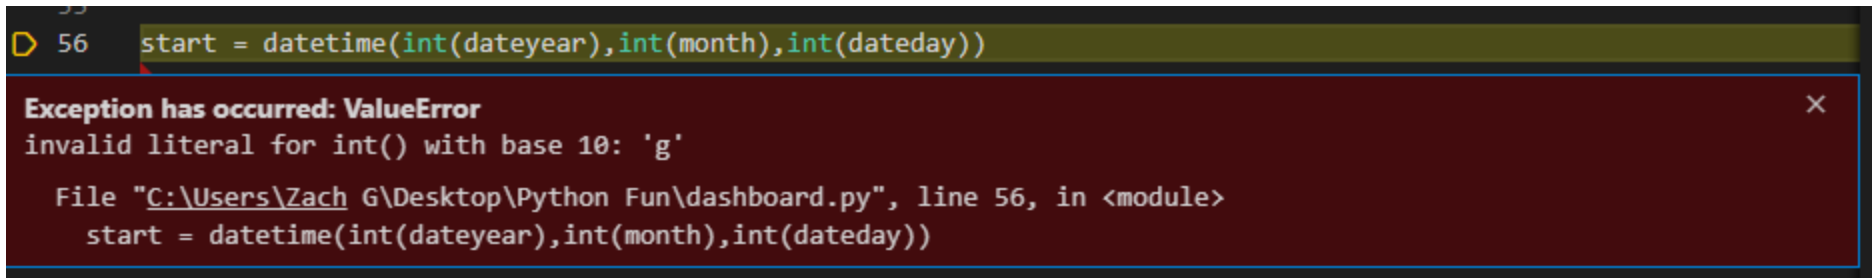 56 start = datetime(int(dateyear),int(month),int(dateday))
Exception has occurred: ValueError
×
invalid literal for int() with base 10: 'g'
File "C:\Users\Zach G\Desktop\Python Fun\dashboard.py", line 56, in <module>
start = datetime(int(dateyear),int(month),int(dateday))